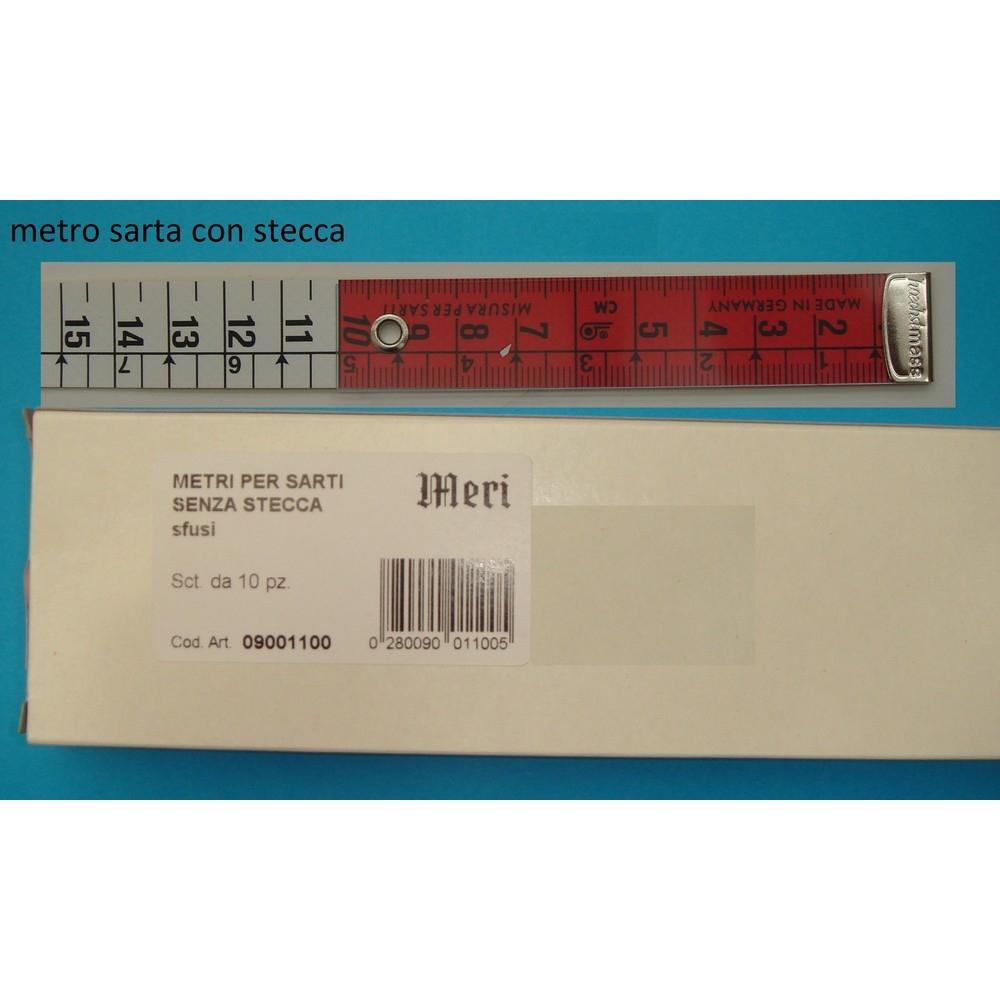 metro sarta con stecca
15 14 13 12 11 10 9 8 7 CM 5 4 3 2
MISURA PER SARTI
MADE IN GERMANY
7 6 5 4 3 2 1
METRI PER SARTI
SENZA STECCA
sfusi
Meri
Sct. da 10 pz.
Cod. Art. 09001100
0 280090 011005